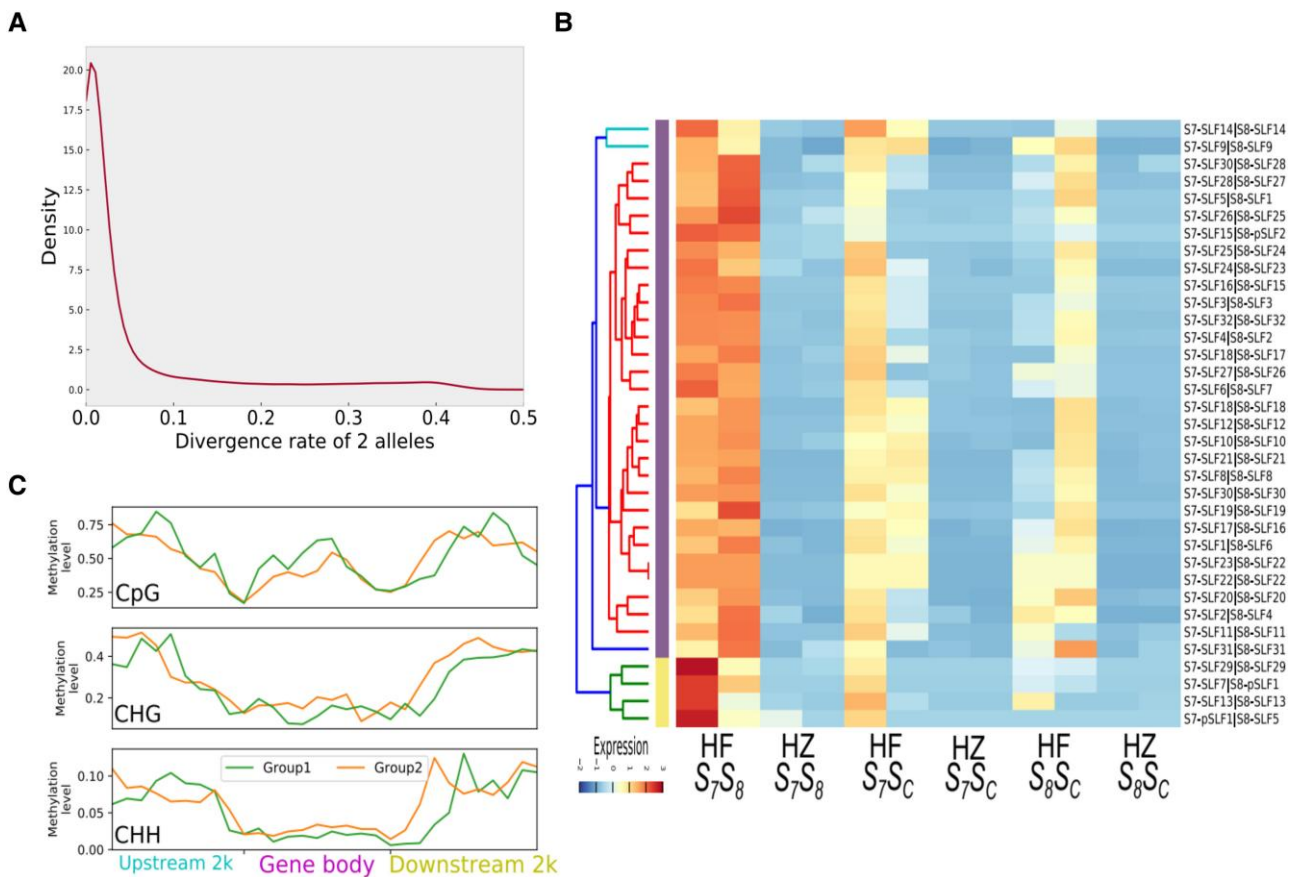 A
20.0
17.5
15.0
12.5
10.0
7.5
5.0
2.5
0.0
Density
0.0 0.1 0.2 0.3 0.4 0.5
Divergence rate of 2 alleles
B
S7-SLF14|S8-SLF14
S7-SLF9|S8-SLF9
S7-SLF30|S8-SLF28
S7-SLF28|S8-SLF27
S7-SLF5|S8-SLF1
S7-SLF26|S8-SLF25
S7-SLF15|S8-pSLF2
S7-SLF25|S8-SLF24
S7-SLF24|S8-SLF23
S7-SLF16|S8-SLF15
S7-SLF3|S8-SLF3
S7-SLF32|S8-SLF32
S7-SLF4|S8-SLF2
S7-SLF18|S8-SLF17
S7-SLF27|S8-SLF26
S7-SLF6|S8-SLF7
S7-SLF18|S8-SLF18
S7-SLF12|S8-SLF12
S7-SLF10|S8-SLF10
S7-SLF21|S8-SLF21
S7-SLF8|S8-SLF8
S7-SLF30|S8-SLF30
S7-SLF19|S8-SLF19
S7-SLF17|S8-SLF16
S7-SLF1|S8-SLF6
S7-SLF23|S8-SLF22
S7-SLF22|S8-SLF22
S7-SLF20|S8-SLF20
S7-SLF2|S8-SLF4
S7-SLF11|S8-SLF11
S7-SLF31|S8-SLF31
S7-SLF29|S8-SLF29
S7-SLF7|S8-pSLF1
S7-SLF13|S8-SLF13
S7-pSLF1|S8-SLF5
Expression
-2 -1 0 1 2 3
HF HZ HF HZ HF HZ
S7S8 S7S8 S7SC S7SC S8SC S8SC
C
Methylation
level
0.75
0.50
0.25
CpG
Methylation
level
0.4
0.2
CHG
Methylation
level
0.10
0.05
0.00
Group1 Group2
CHH
Upstream 2k Gene body Downstream 2k